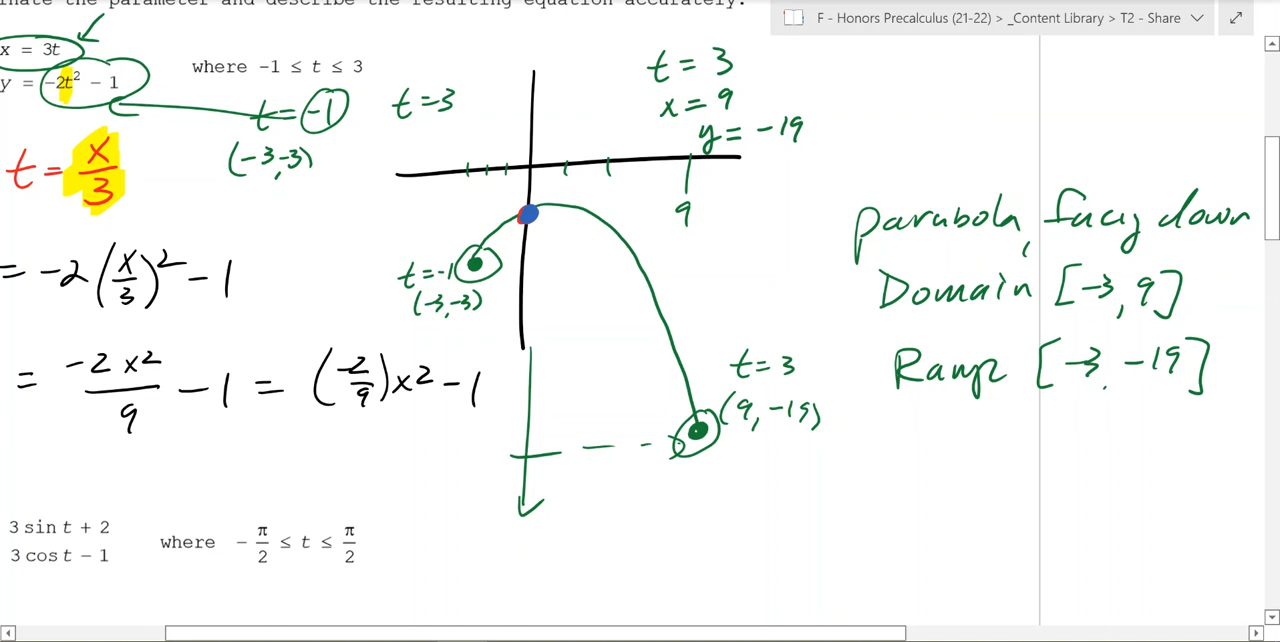 inate the parameter and describe the resulting equation accurately.
F - Honors Precalculus (21-22) > _Content Library > T2 - Share
x = 3t
y = -2t² - 1
where -1 ≤ t ≤ 3
t = -1
(-3,-3)
t=3
t = 3
x = 9
y = -19
t = x/3
9
= -2(x/3)² - 1
t=-1
(-3,-3)
parabola, facig down
Domain [-3, 9]
Range [-3, -19]
= -2x²/9 - 1 = (-2/9)x² - 1
t = 3
(9, -19)
3 sin t + 2
3 cos t - 1
where - π/2 ≤ t ≤ π/2